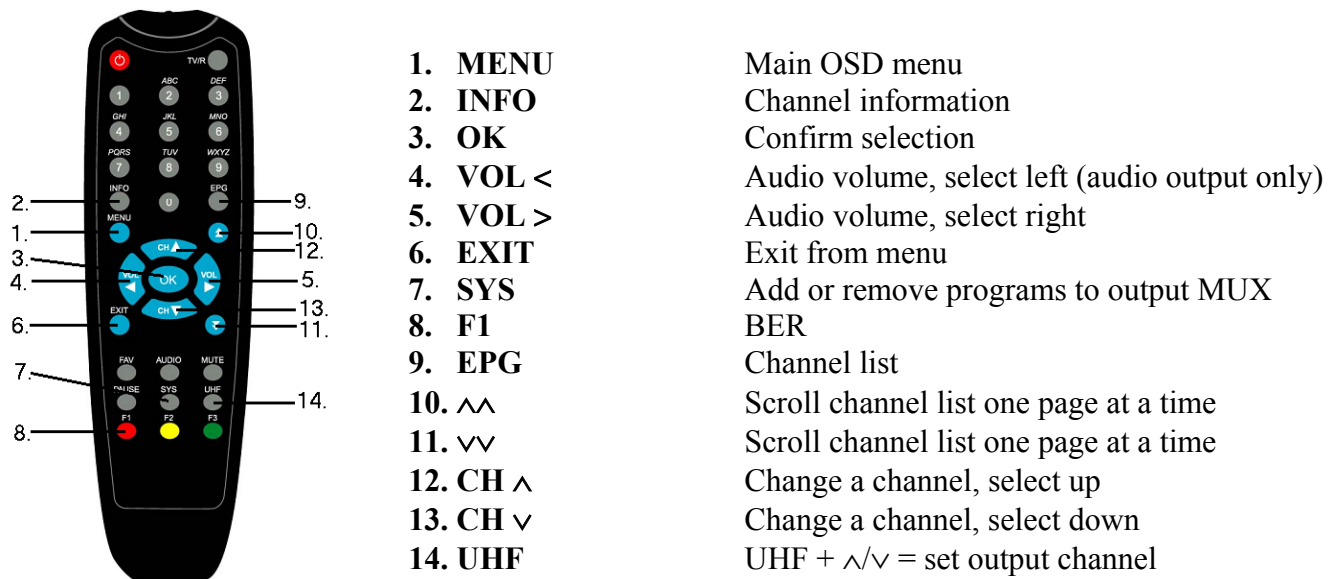 TV/R
ABC DEF
1 2 3
GHI JKL MNO
4 5 6
PQRS TUV WXYZ
7 8 9
INFO EPG
2. 0 9.
MENU
1. 10.
CH ▲ 12.
3.
VOL OK VOL
4. ◀ ▶ 5.
CH ▼ 13.
EXIT
6. 11.
FAV AUDIO MUTE
7.
PAUSE SYS UHF
14.
F1 F2 F3
8.
1. MENU Main OSD menu
2. INFO Channel information
3. OK Confirm selection
4. VOL < Audio volume, select left (audio output only)
5. VOL > Audio volume, select right
6. EXIT Exit from menu
7. SYS Add or remove programs to output MUX
8. F1 BER
9. EPG Channel list
10. ∧∧ Scroll channel list one page at a time
11. ∨∨ Scroll channel list one page at a time
12. CH ∧ Change a channel, select up
13. CH ∨ Change a channel, select down
14. UHF UHF + ∧/∨ = set output channel